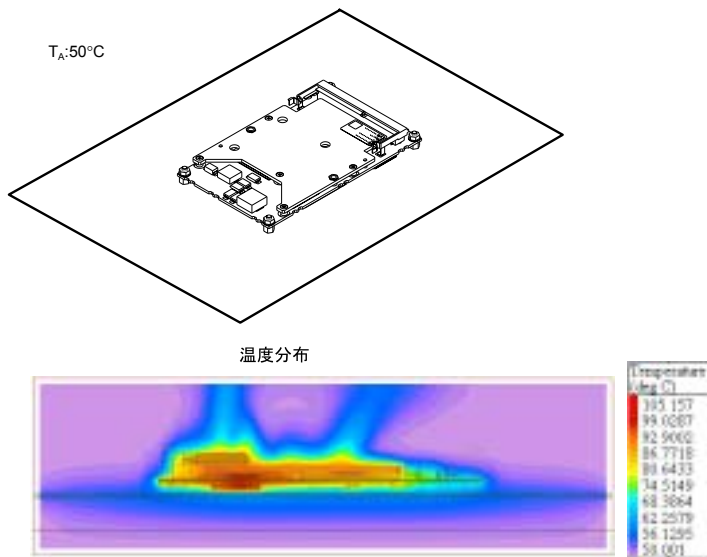 T_A:50°C
温度分布
Temperature
(deg C)
105.157
99.0287
92.9002
86.7718
80.6433
74.5149
68.3864
62.2579
56.1295
50.001